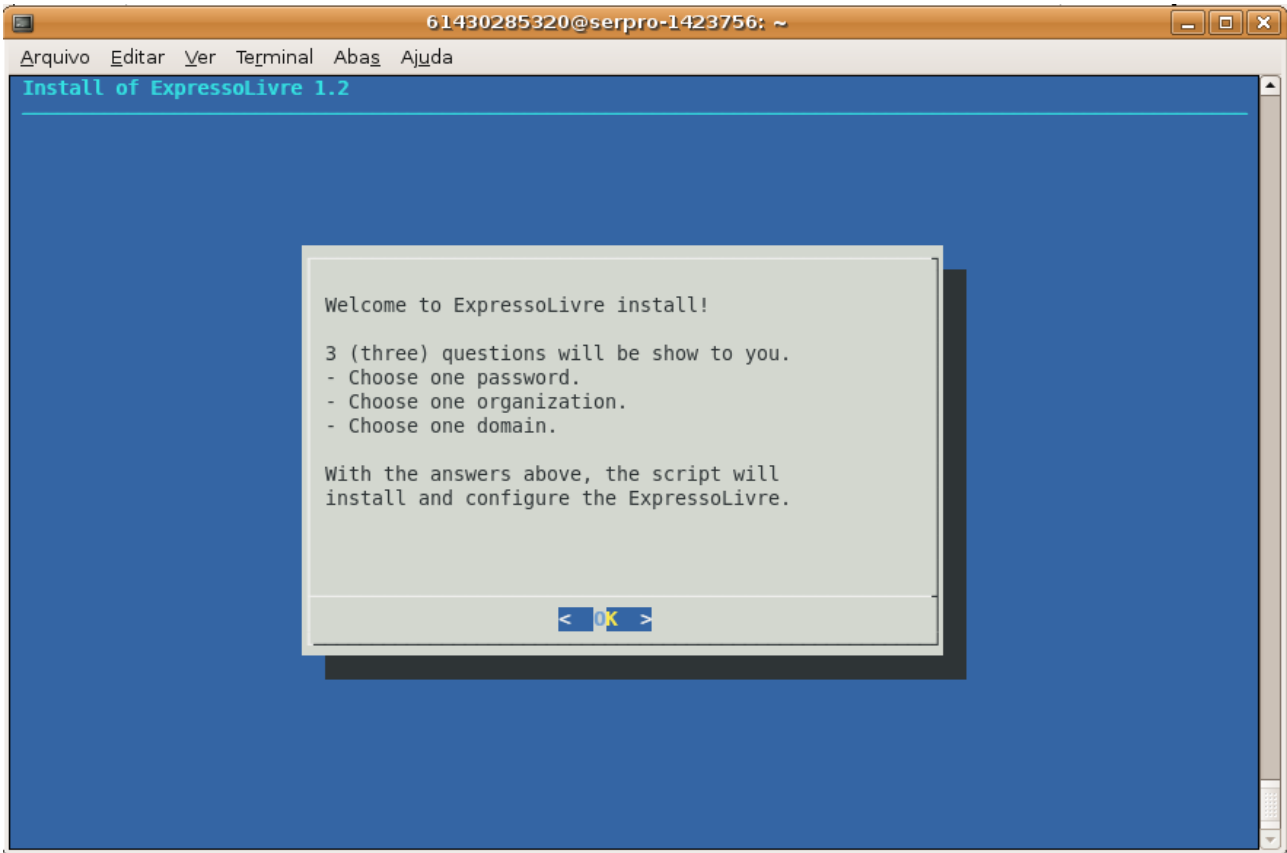 61430285320@serpro-1423756: ~
Arquivo Editar Ver Terminal Abas Ajuda
Install of ExpressoLivre 1.2
Welcome to ExpressoLivre install!
3 (three) questions will be show to you.
- Choose one password.
- Choose one organization.
- Choose one domain.
With the answers above, the script will
install and configure the ExpressoLivre.
< OK >